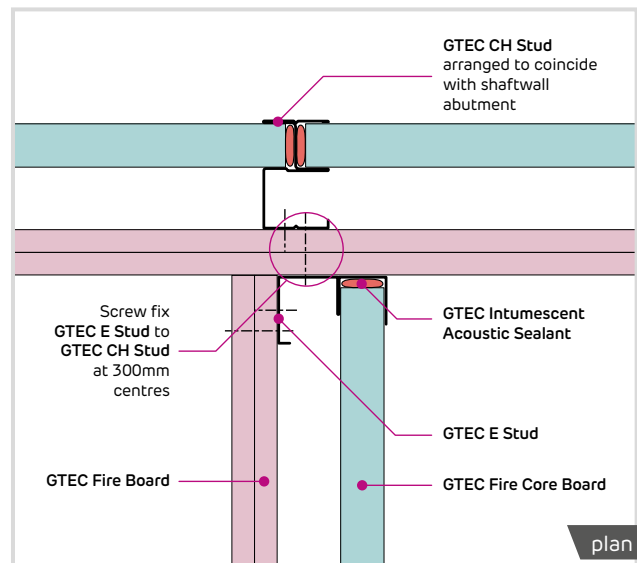 GTEC CH Stud
arranged to coincide
with shaftwall
abutment
Screw fix
GTEC E Stud to
GTEC CH Stud
at 300mm
centres
GTEC Intumescent
Acoustic Sealant
GTEC E Stud
GTEC Fire Board
GTEC Fire Core Board
plan